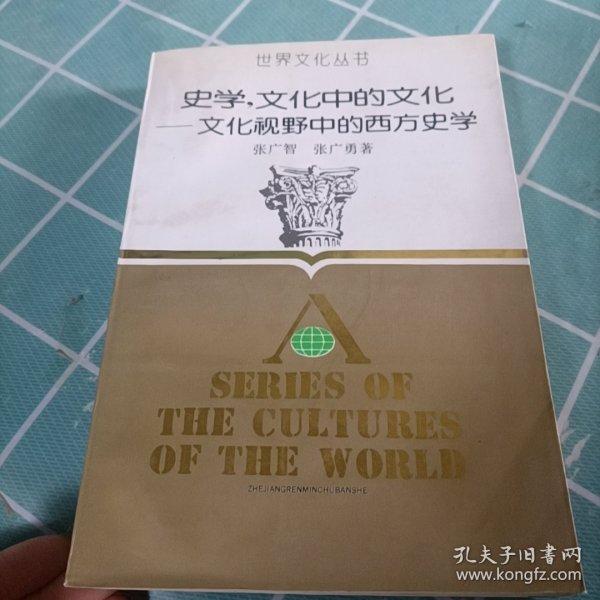 世界文化丛书
史学,文化中的文化
——文化视野中的西方史学
张广智 张广勇著
A
SERIES OF
THE CULTURES
OF THE WORLD
ZHEJIANGRENMINCHUBANSHE
孔夫子旧書网
www.kongfz.com